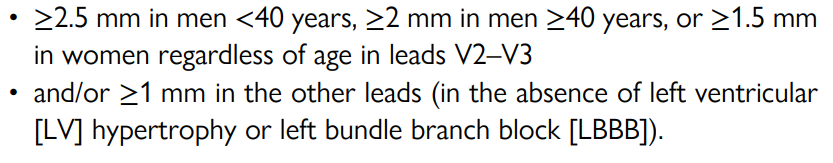 • ≥2.5 mm in men <40 years, ≥2 mm in men ≥40 years, or ≥1.5 mm
in women regardless of age in leads V2–V3
• and/or ≥1 mm in the other leads (in the absence of left ventricular
[LV] hypertrophy or left bundle branch block [LBBB]).